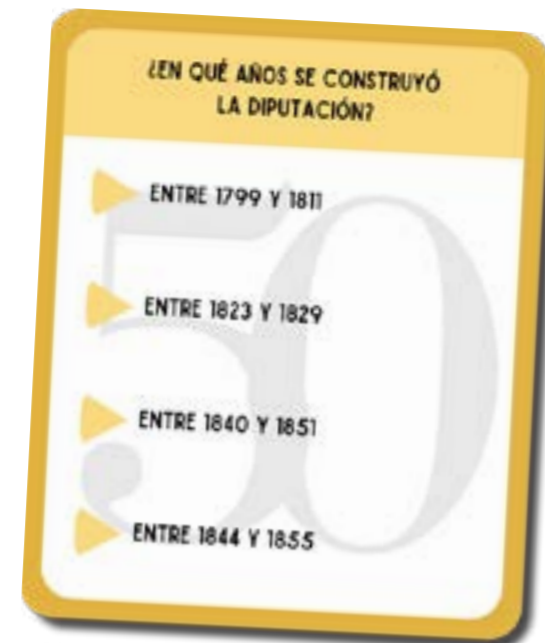 ¿EN QUÉ AÑOS SE CONSTRUYÓ
LA DIPUTACIÓN?
ENTRE 1799 Y 1811
ENTRE 1823 Y 1829
ENTRE 1840 Y 1851
ENTRE 1844 Y 1855
50